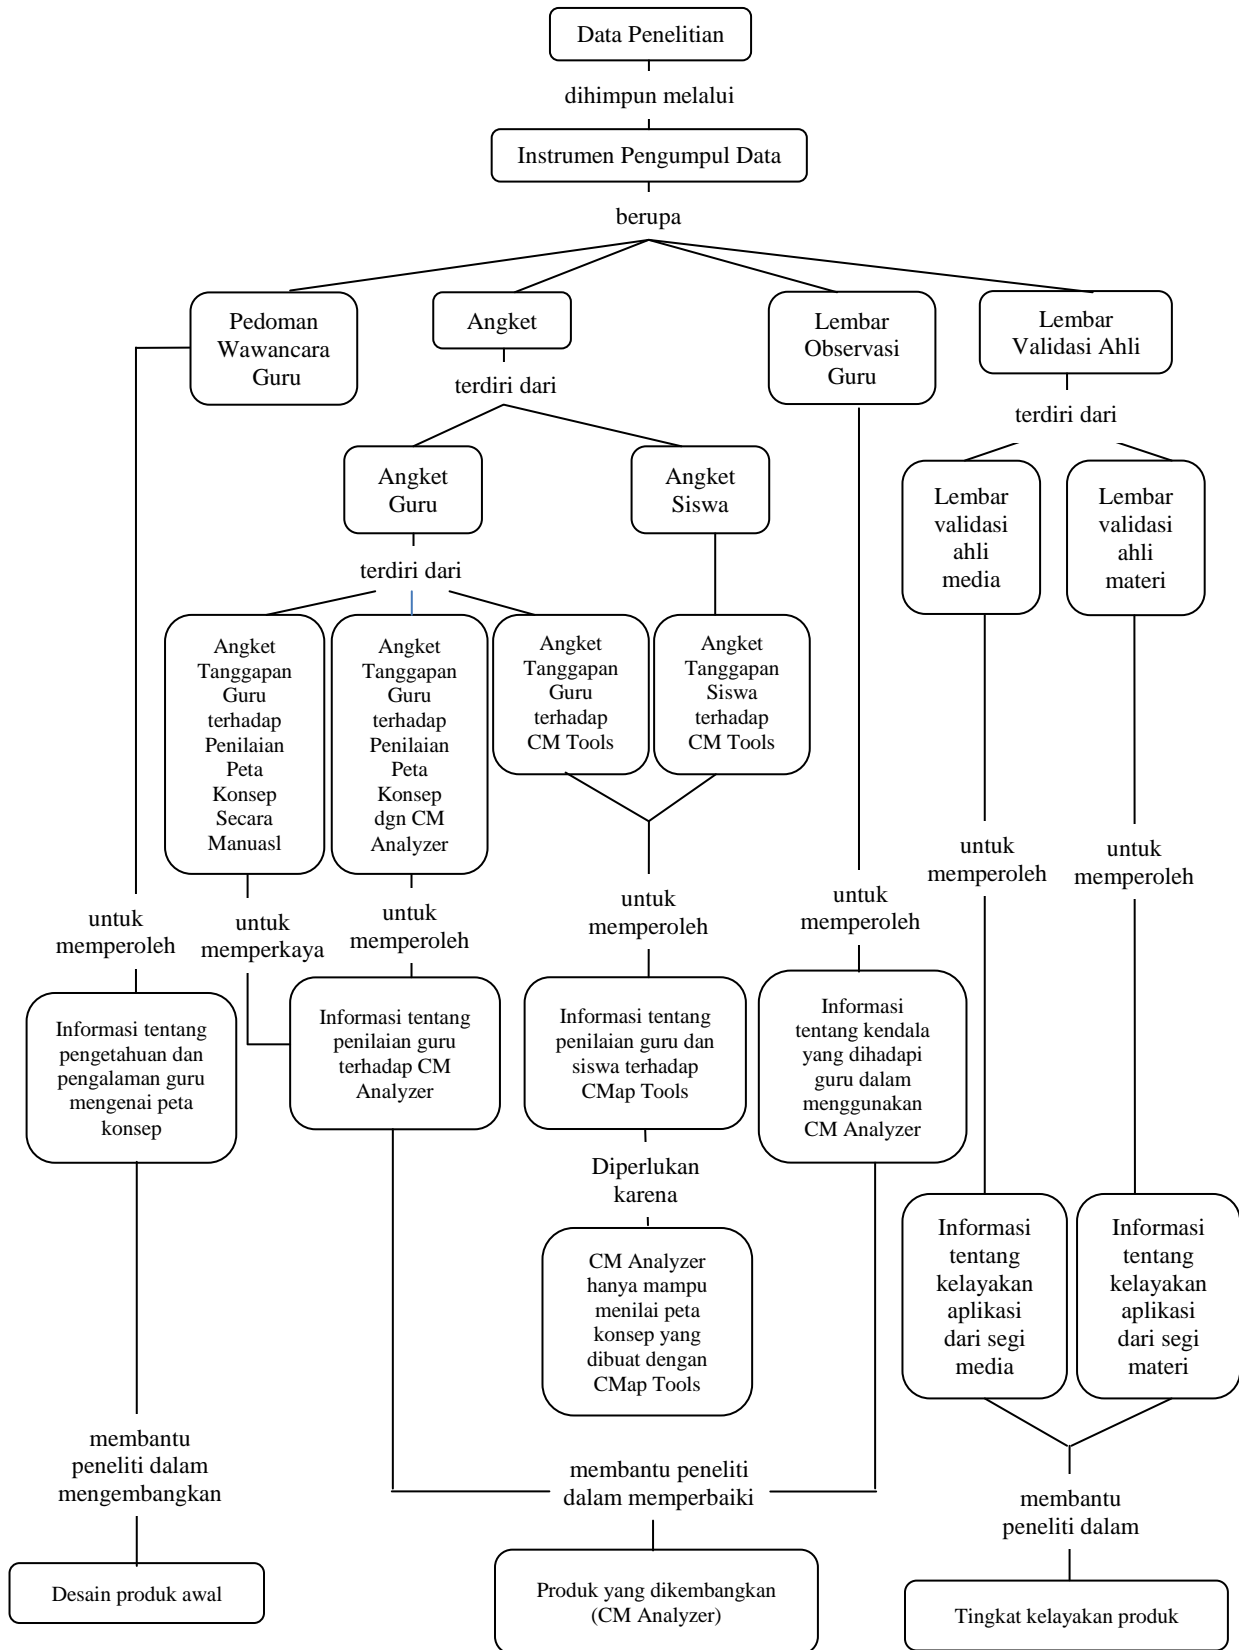 Data Penelitian
dihimpun melalui
Instrumen Pengumpul Data
berupa
Pedoman
Wawancara
Guru
Angket
Lembar
Observasi
Guru
Lembar
Validasi Ahli
terdiri dari
terdiri dari
Angket
Guru
Angket
Siswa
Lembar
validasi
ahli
media
Lembar
validasi
ahli
materi
terdiri dari
Angket
Tanggapan
Guru
terhadap
Penilaian
Peta
Konsep
Secara
Manuasl
Angket
Tanggapan
Guru
terhadap
Penilaian
Peta
Konsep
dgn CM
Analyzer
Angket
Tanggapan
Guru
terhadap
CM Tools
Angket
Tanggapan
Siswa
terhadap
CM Tools
untuk
memperoleh
untuk
memperkaya
untuk
memperoleh
untuk
memperoleh
untuk
memperoleh
untuk
memperoleh
untuk
memperoleh
Informasi tentang
pengetahuan dan
pengalaman guru
mengenai peta
konsep
Informasi tentang
penilaian guru
terhadap CM
Analyzer
Informasi tentang
penilaian guru dan
siswa terhadap
CMap Tools
Informasi
tentang kendala
yang dihadapi
guru dalam
menggunakan
CM Analyzer
Diperlukan
karena
CM Analyzer
hanya mampu
menilai peta
konsep yang
dibuat dengan
CMap Tools
Informasi
tentang
kelayakan
aplikasi
dari segi
media
Informasi
tentang
kelayakan
aplikasi
dari segi
materi
membantu
peneliti dalam
mengembangkan
membantu peneliti
dalam memperbaiki
membantu
peneliti dalam
Desain produk awal
Produk yang dikembangkan
(CM Analyzer)
Tingkat kelayakan produk